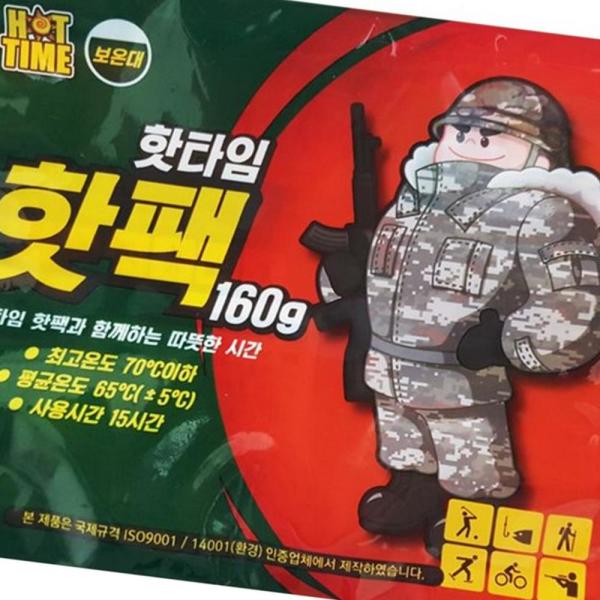 HOT
TIME
보온대
핫타임
핫팩
160g
타임 핫팩과 함께하는 따뜻한 시간
• 최고온도 70℃이하
• 평균온도 65℃(±5℃)
• 사용시간 15시간
본 제품은 국제규격 ISO9001 / 14001(환경) 인증업체에서 제작하였습니다.